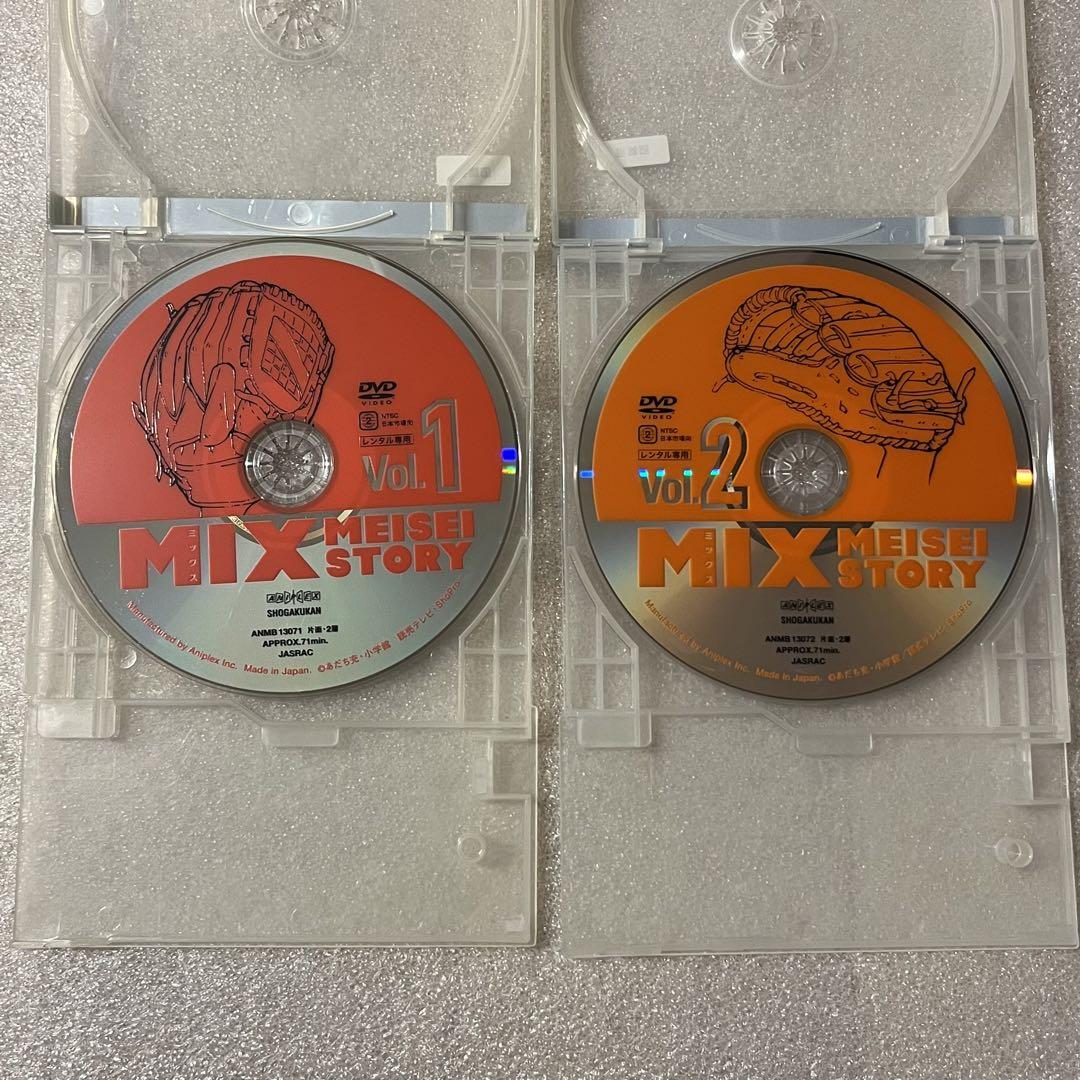 DVD
VIDEO
2
NTSC
日本市場向
レンタル専用
Vol.1
MIX
ミックス
MEISEI
STORY
ANIPLEX
SHOGAKUKAN
ANMB 13071 片面・2層
APPROX.71min.
JASRAC
Manufactured by Aniplex Inc. Made in Japan. ©あだち充・小学館/読売テレビ・ShoPro
DVD
VIDEO
2
NTSC
日本市場向
レンタル専用
Vol.2
MIX
ミックス
MEISEI
STORY
ANIPLEX
SHOGAKUKAN
ANMB 13072 片面・2層
APPROX.71min.
JASRAC
Manufactured by Aniplex Inc. Made in Japan. ©あだち充・小学館/読売テレビ・ShoPro